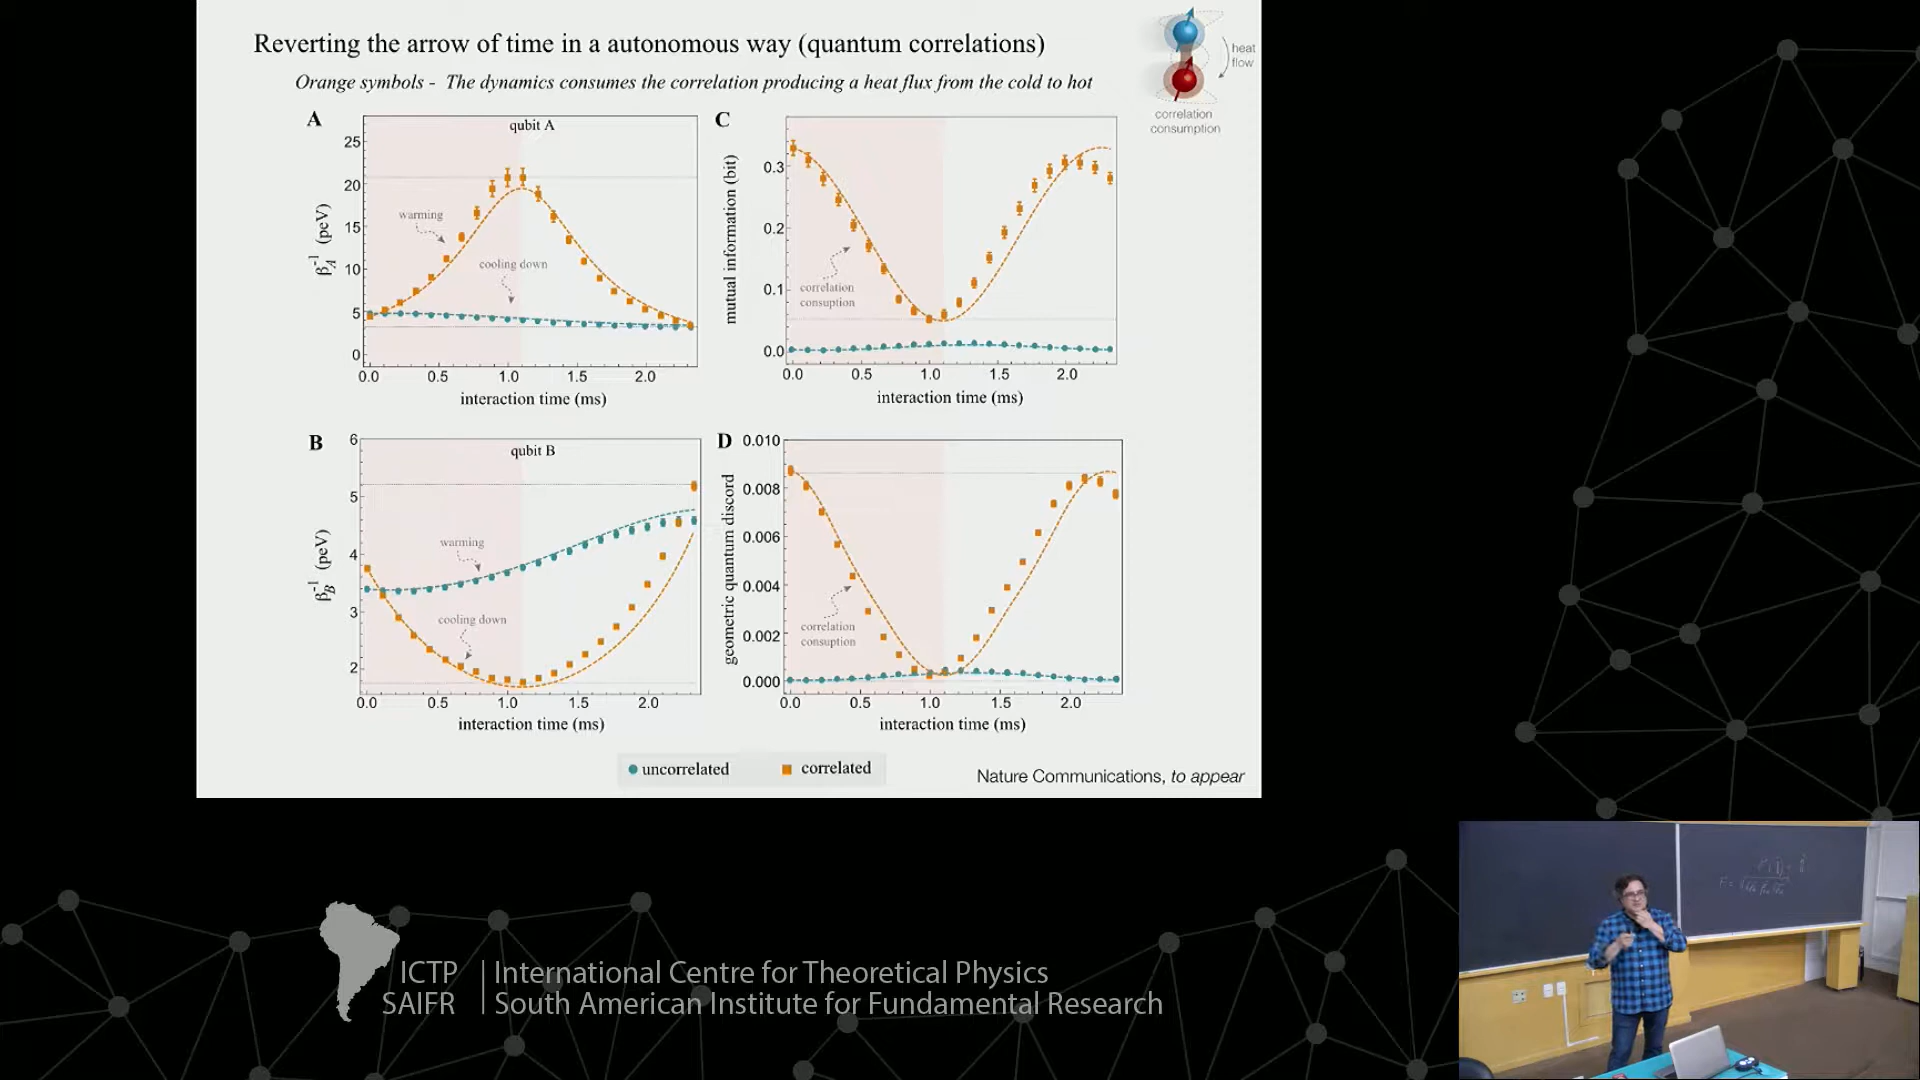 Reverting the arrow of time in a autonomous way (quantum correlations)
Orange symbols - The dynamics consumes the correlation producing a heat flux from the cold to hot
heat
flow
correlation
consumption
A
qubit A
25
20
15
10
5
0
β_A^-1 (peV)
warming
cooling down
0.0 0.5 1.0 1.5 2.0
interaction time (ms)
C
0.3
0.2
0.1
0.0
mutual information (bit)
correlation
consuption
0.0 0.5 1.0 1.5 2.0
interaction time (ms)
B
qubit B
6
5
4
3
2
β_B^-1 (peV)
warming
cooling down
0.0 0.5 1.0 1.5 2.0
interaction time (ms)
D
0.010
0.008
0.006
0.004
0.002
0.000
geometric quantum discord
correlation
consuption
0.0 0.5 1.0 1.5 2.0
interaction time (ms)
uncorrelated correlated
Nature Communications, to appear
ICTP
SAIFR
International Centre for Theoretical Physics
South American Institute for Fundamental Research